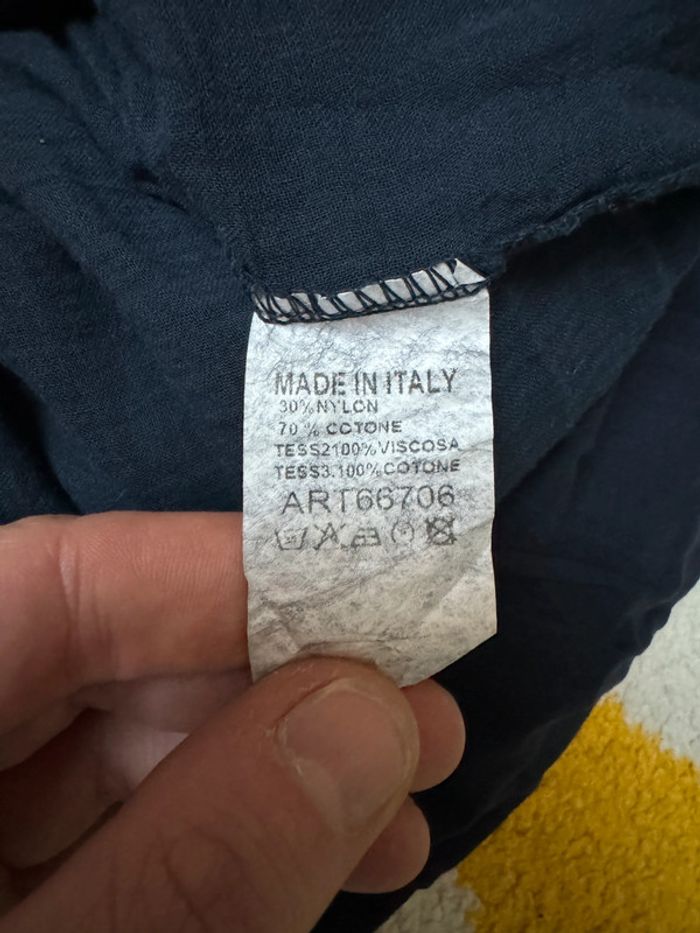 MADE IN ITALY
30%NYLON
70 % COTONE
TESS2100%VISCOSA
TESS3.100%COTONE
ART66706